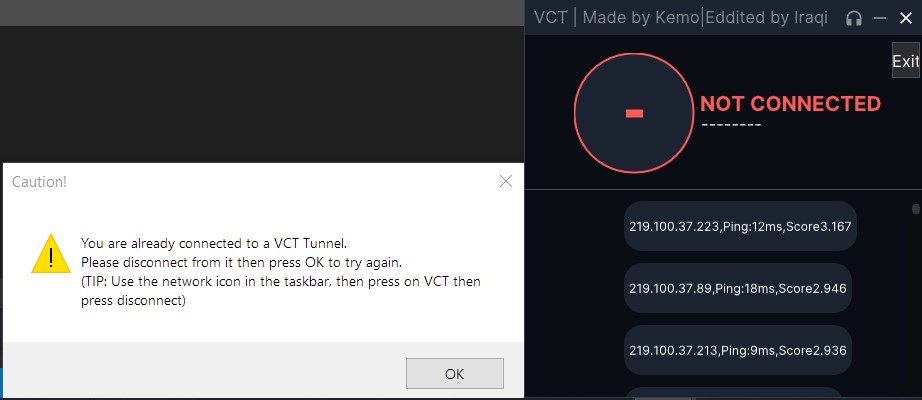 VCT | Made by Kemo|Eddited by Iraqi
Exit
NOT CONNECTED
--------
Caution!
You are already connected to a VCT Tunnel.
Please disconnect from it then press OK to try again.
(TIP: Use the network icon in the taskbar, then press on VCT then
press disconnect)
OK
219.100.37.223,Ping:12ms,Score3.167
219.100.37.89,Ping:18ms,Score2.946
219.100.37.213,Ping:9ms,Score2.936